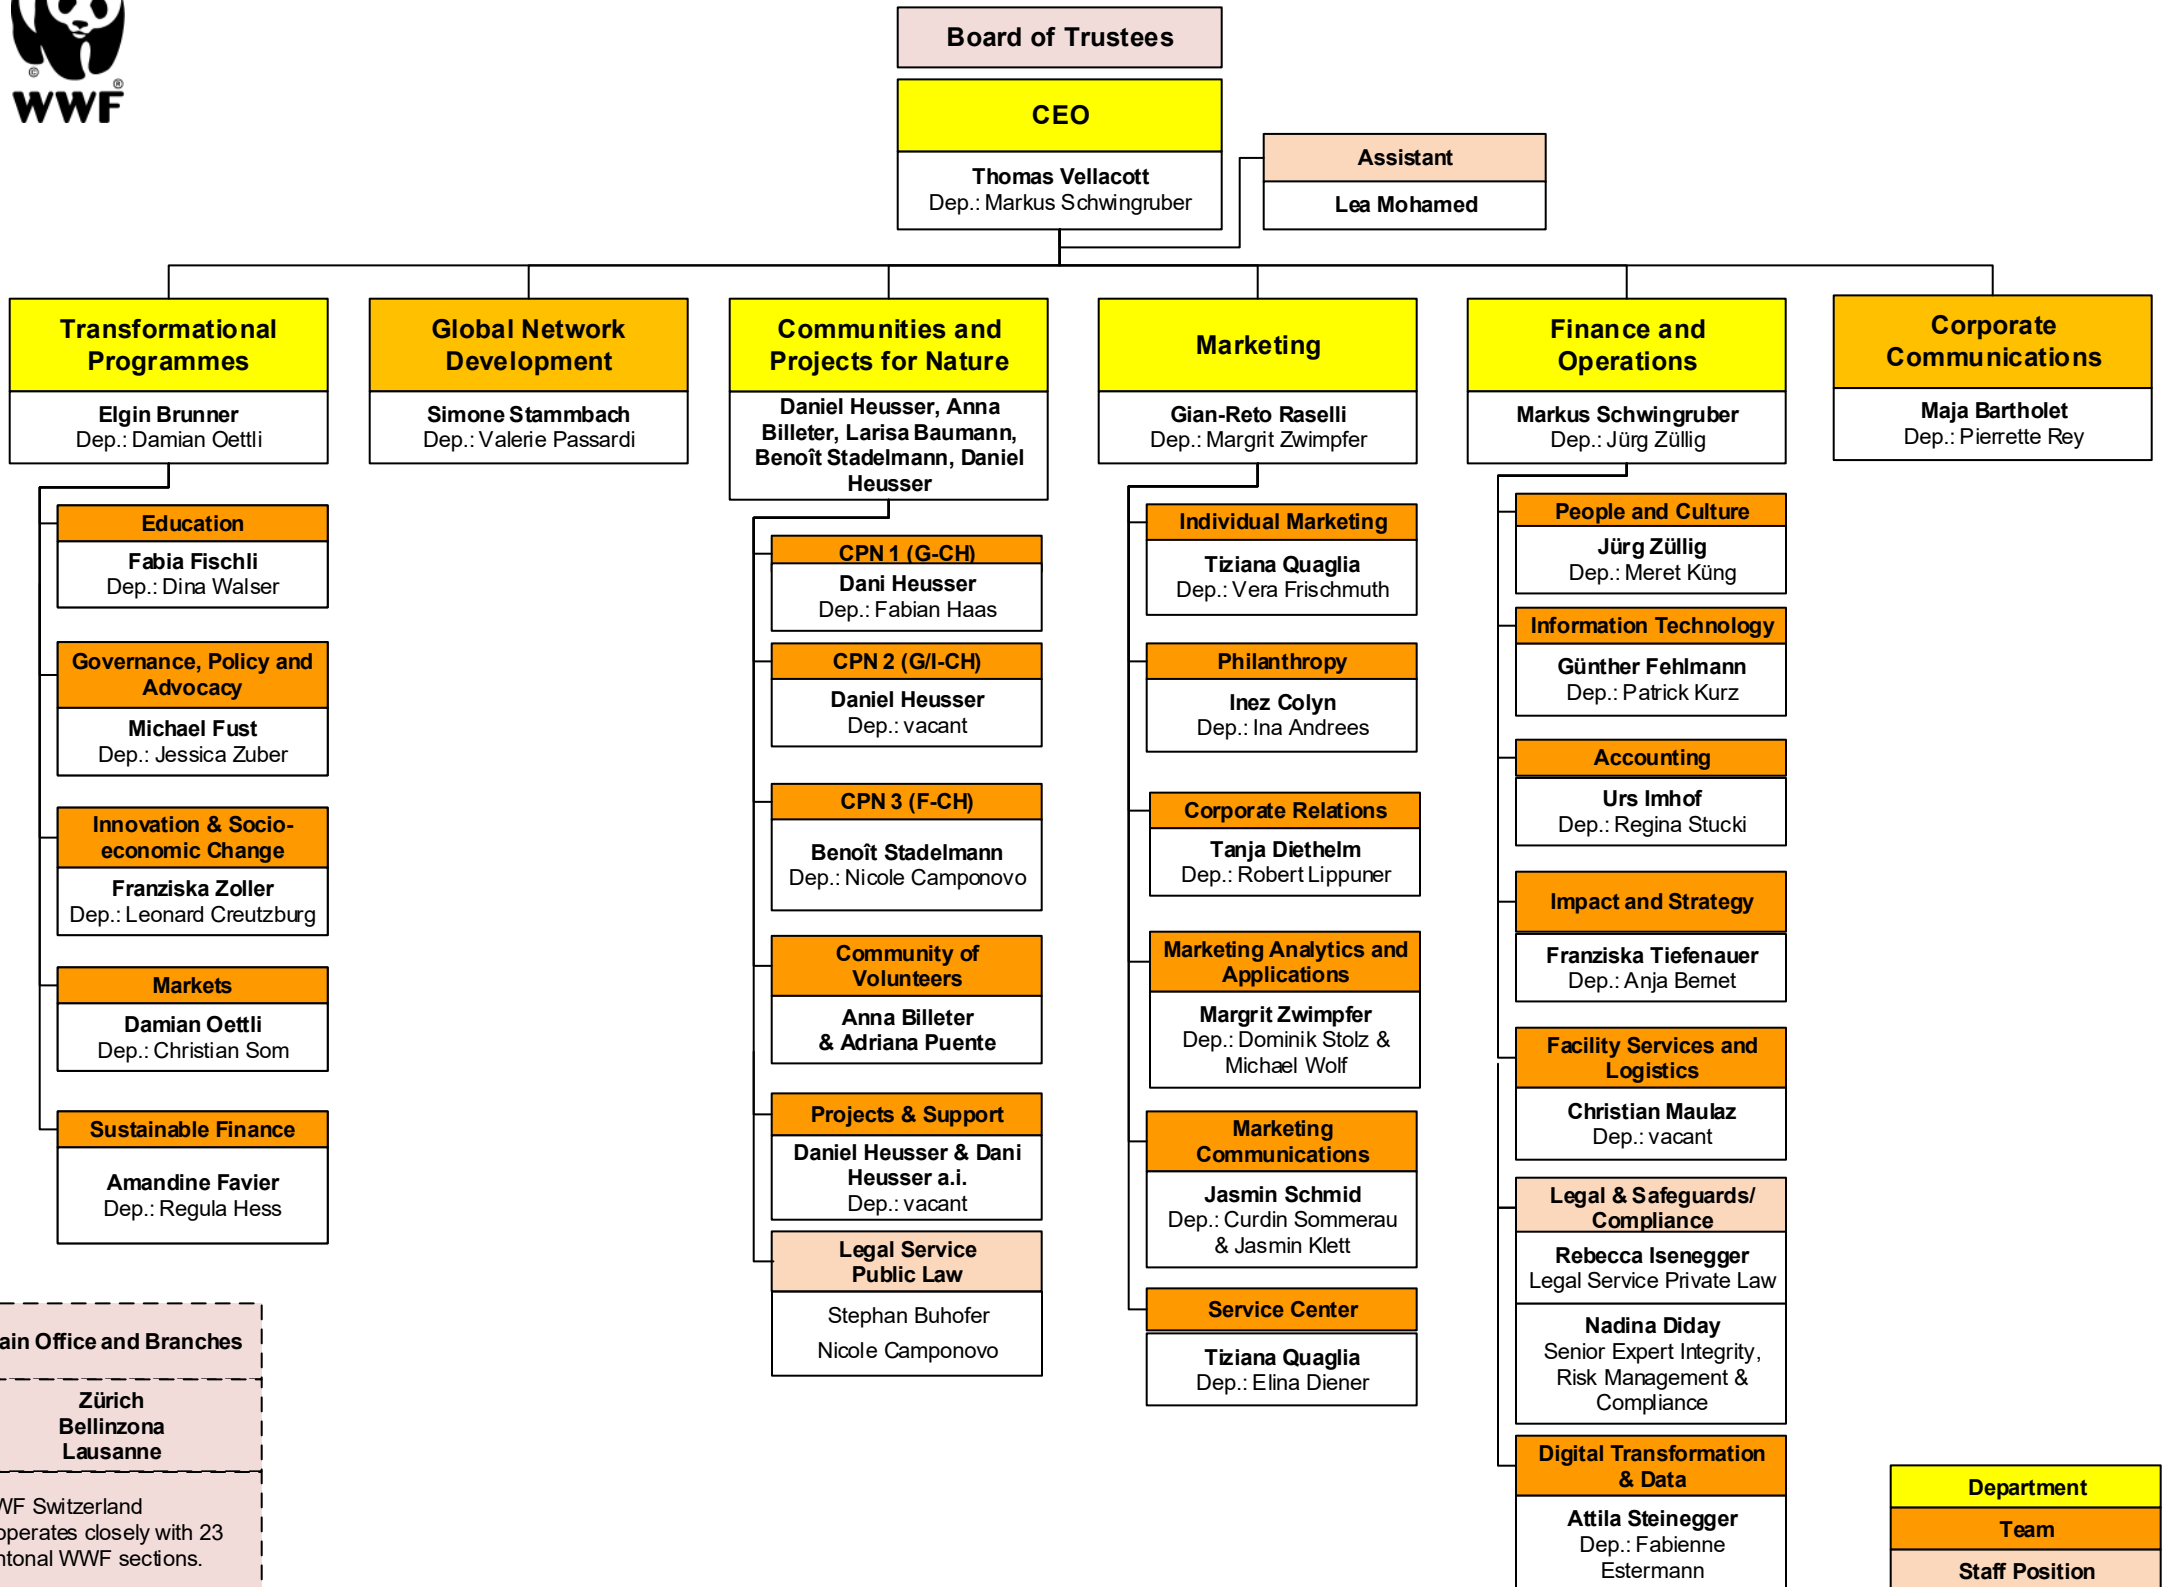 ©
®
WWF
Board of Trustees
CEO
Thomas Vellacott
Dep.: Markus Schwingruber
Assistant
Lea Mohamed
Transformational
Programmes
Elgin Brunner
Dep.: Damian Oettli
Global Network
Development
Simone Stammbach
Dep.: Valerie Passardi
Communities and
Projects for Nature
Daniel Heusser, Anna
Billeter, Larisa Baumann,
Benoît Stadelmann, Daniel
Heusser
Marketing
Gian-Reto Raselli
Dep.: Margrit Zwimpfer
Finance and
Operations
Markus Schwingruber
Dep.: Jürg Züllig
Corporate
Communications
Maja Bartholet
Dep.: Pierrette Rey
Education
Fabia Fischli
Dep.: Dina Walser
Governance, Policy and
Advocacy
Michael Fust
Dep.: Jessica Zuber
Innovation & Socio-
economic Change
Franziska Zoller
Dep.: Leonard Creutzburg
Markets
Damian Oettli
Dep.: Christian Som
Sustainable Finance
Amandine Favier
Dep.: Regula Hess
CPN 1 (G-CH)
Dani Heusser
Dep.: Fabian Haas
CPN 2 (G/I-CH)
Daniel Heusser
Dep.: vacant
CPN 3 (F-CH)
Benoît Stadelmann
Dep.: Nicole Camponovo
Community of
Volunteers
Anna Billeter
& Adriana Puente
Projects & Support
Daniel Heusser & Dani
Heusser a.i.
Dep.: vacant
Legal Service
Public Law
Stephan Buhofer
Nicole Camponovo
Individual Marketing
Tiziana Quaglia
Dep.: Vera Frischmuth
Philanthropy
Inez Colyn
Dep.: Ina Andrees
Corporate Relations
Tanja Diethelm
Dep.: Robert Lippuner
Marketing Analytics and
Applications
Margrit Zwimpfer
Dep.: Dominik Stolz &
Michael Wolf
Marketing
Communications
Jasmin Schmid
Dep.: Curdin Sommerau
& Jasmin Klett
Service Center
Tiziana Quaglia
Dep.: Elina Diener
People and Culture
Jürg Züllig
Dep.: Meret Küng
Information Technology
Günther Fehlmann
Dep.: Patrick Kurz
Accounting
Urs Imhof
Dep.: Regina Stucki
Impact and Strategy
Franziska Tiefenauer
Dep.: Anja Bernet
Facility Services and
Logistics
Christian Maulaz
Dep.: vacant
Legal & Safeguards/
Compliance
Rebecca Isenegger
Legal Service Private Law
Nadina Diday
Senior Expert Integrity,
Risk Management &
Compliance
Digital Transformation
& Data
Attila Steinegger
Dep.: Fabienne
Estermann
ain Office and Branches
Zürich
Bellinzona
Lausanne
WF Switzerland
operates closely with 23
ntonal WWF sections.
Department
Team
Staff Position